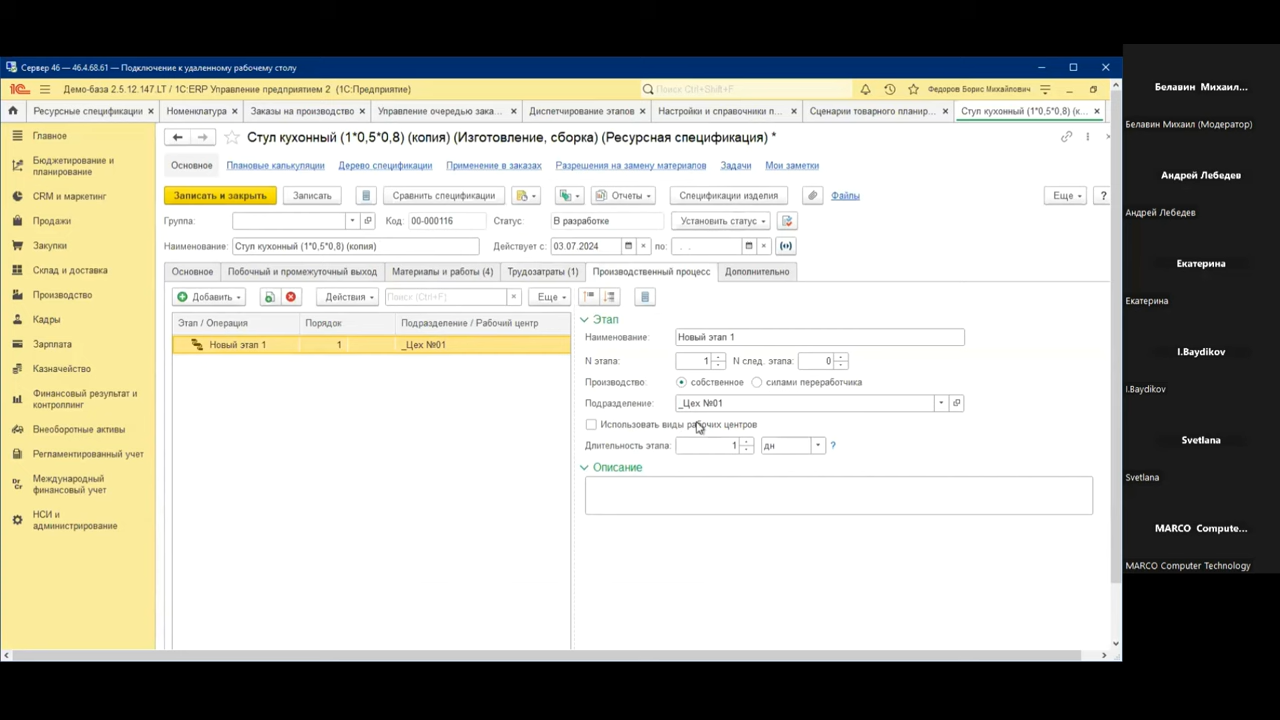 Сервер 46 — 46.4.68.61 — Подключение к удаленному рабочему столу
Демо-база 2.5.12.147.LT / 1С:ERP Управление предприятием 2 (1С:Предприятие)
Поиск Ctrl+Shift+F
Федоров Борис Михайлович
Ресурсные спецификации
Номенклатура
Заказы на производство
Управление очередью зака...
Диспетчирование этапов
Настройки и справочники п...
Сценарии товарного планир...
Стул кухонный (1*0,5*0,8) (к...
Главное
Бюджетирование и
планирование
CRM и маркетинг
Продажи
Закупки
Склад и доставка
Производство
Кадры
Зарплата
Казначейство
Финансовый результат и
контроллинг
Внеоборотные активы
Регламентированный учет
Международный
финансовый учет
НСИ и
администрирование
Стул кухонный (1*0,5*0,8) (копия) (Изготовление, сборка) (Ресурсная спецификация) *
Основное Плановые калькуляции Дерево спецификации Применение в заказах Разрешения на замену материалов Задачи Мои заметки
Записать и закрыть Записать Сравнить спецификации Отчеты Спецификации изделия Файлы Еще ?
Группа: Код: 00-000116 Статус: В разработке Установить статус
Наименование: Стул кухонный (1*0,5*0,8) (копия) Действует с: 03.07.2024 по: . .
Основное Побочный и промежуточный выход Материалы и работы (4) Трудозатраты (1) Производственный процесс Дополнительно
Добавить Действия Поиск (Ctrl+F) Еще
Этап / Операция Порядок Подразделение / Рабочий центр
Новый этап 1 1 _Цех №01
Этап
Наименование: Новый этап 1
N этапа: 1 N след. этапа: 0
Производство: собственное силами переработчика
Подразделение: _Цех №01
Использовать виды рабочих центров
Длительность этапа: 1 дн ?
Описание
Белавин Михаил...
Белавин Михаил (Модератор)
Андрей Лебедев
Андрей Лебедев
Екатерина
Екатерина
I.Baydikov
I.Baydikov
Svetlana
Svetlana
MARCO Compute...
MARCO Computer Technology